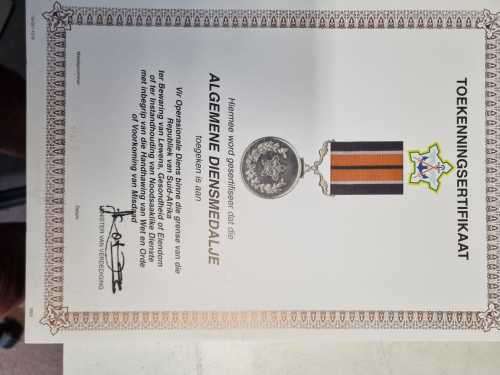 TOEKENNINGSERTIFIKAAT
Hiermee word gesertifiseer dat die
ALGEMENE DIENSMEDALJE
toegeken is aan
Vir Operasionele Diens binne die grense van die
Republiek van Suid-Afrika
ter Bewaring van Lewens, Gesondheid of Eiendom
of ter Instandhouding van Noodsaaklike Dienste
met inbegrip van die Handhawing van Wet en Orde
of Voorkoming van Misdaad
MINISTER VAN VERDEDIGING
Medaljenommer
Datum